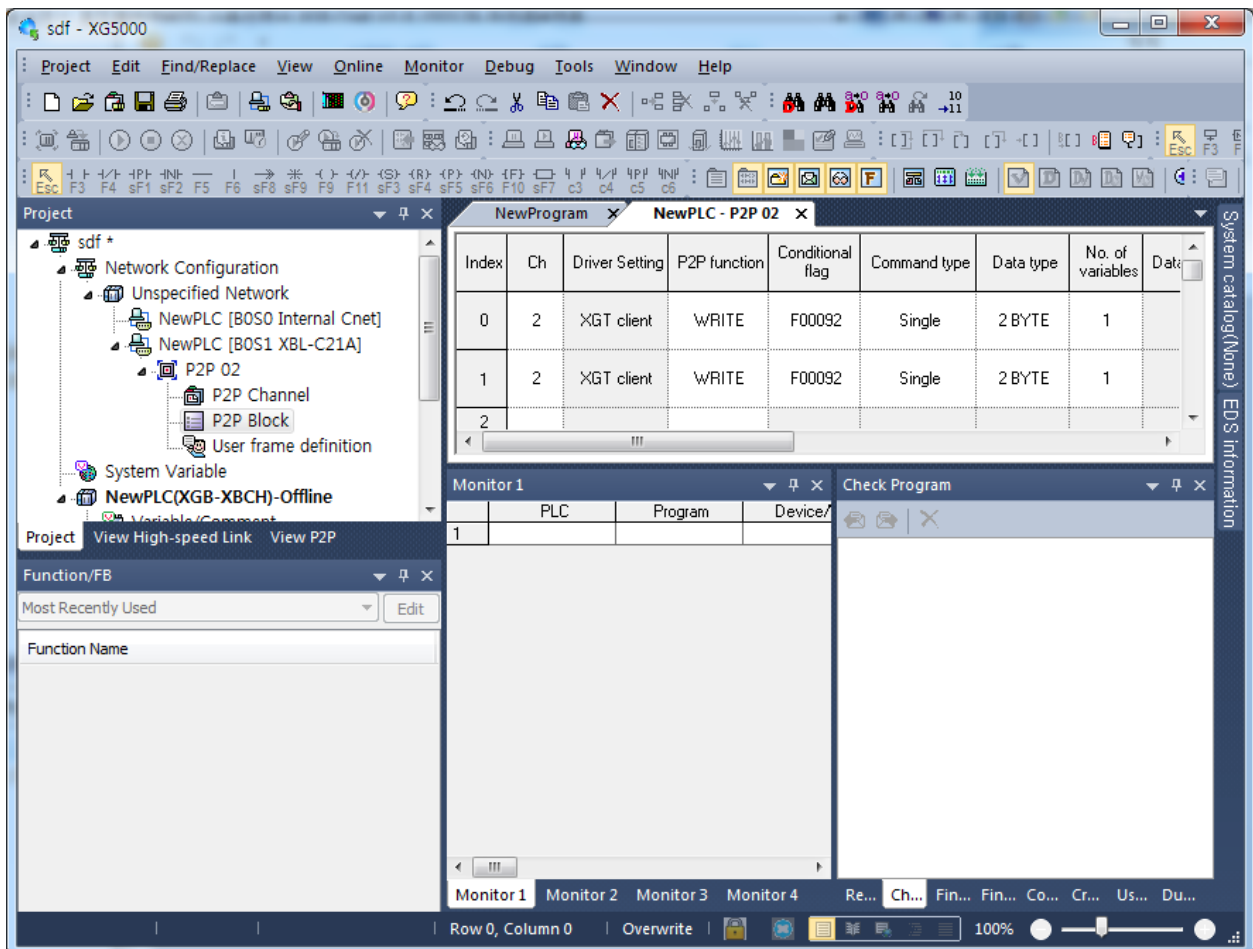 sdf - XG5000
Project Edit Find/Replace View Online Monitor Debug Tools Window Help
Esc F3 F4 sF1 sF2 F5 F6 sF8 sF9 F9 F11 sF3 sF4 sF5 sF6 F10 sF7 c3 c4 c5 c6
Project
sdf *
Network Configuration
Unspecified Network
NewPLC [B0S0 Internal Cnet]
NewPLC [B0S1 XBL-C21A]
P2P 02
P2P Channel
P2P Block
User frame definition
System Variable
NewPLC(XGB-XBCH)-Offline
Variable/Comment
Project View High-speed Link View P2P
Function/FB
Most Recently Used Edit
Function Name
NewProgram NewPLC - P2P 02
Index Ch Driver Setting P2P function Conditional flag Command type Data type No. of variables Data
0 2 XGT client WRITE F00092 Single 2 BYTE 1
1 2 XGT client WRITE F00092 Single 2 BYTE 1
2
Monitor 1
PLC Program Device/
1
Monitor 1 Monitor 2 Monitor 3 Monitor 4
Check Program
Re... Ch... Fin... Fin... Co... Cr... Us... Du...
System catalog(None)
EDS information
Row 0, Column 0 Overwrite 100%